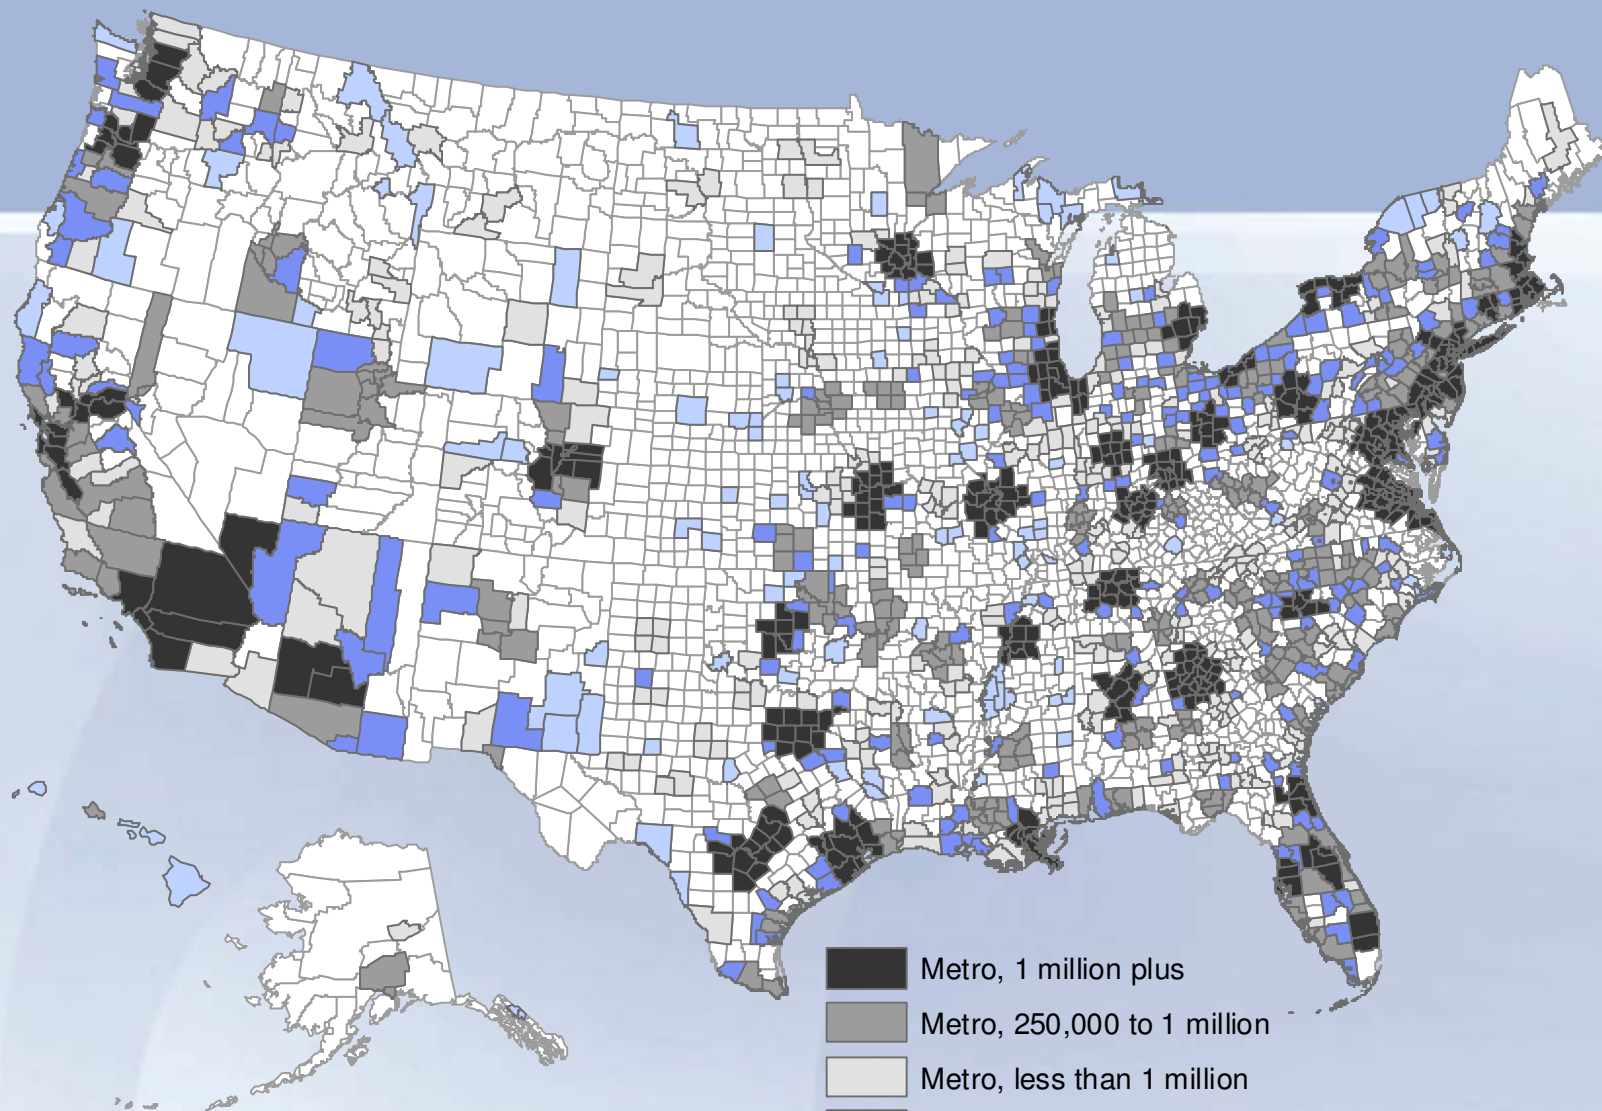 Metro, 1 million plus
Metro, 250,000 to 1 million
Metro, less than 1 million